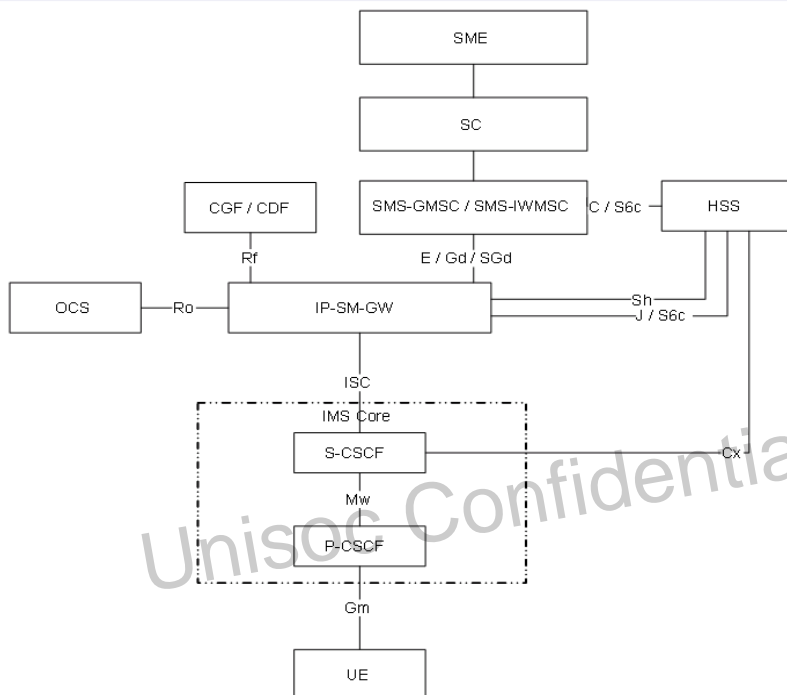 SME
SC
CGF / CDF
SMS-GMSC / SMS-IWMSC
C / S6c
HSS
Rf
E / Gd / SGd
OCS
Ro
IP-SM-GW
Sh
J / S6c
ISC
IMS Core
S-CSCF
Cx
Mw
P-CSCF
Gm
UE
Unisoc Confidentia